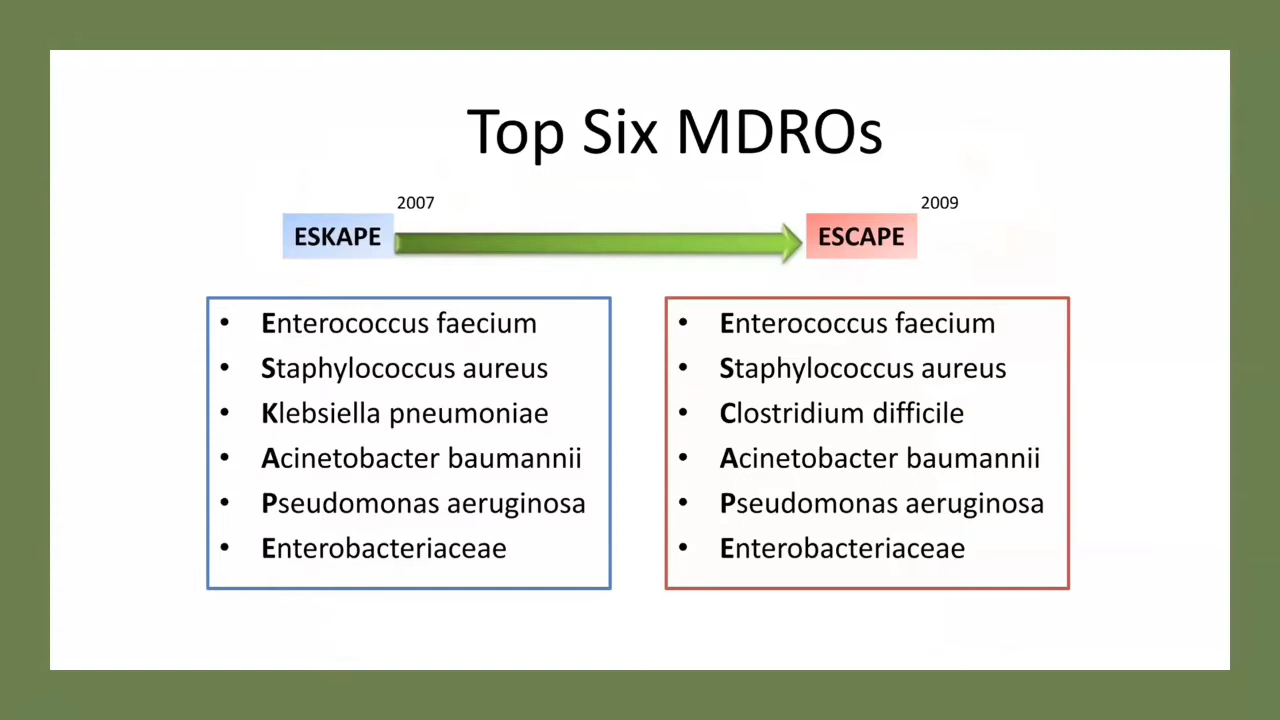 Top Six MDROs
2007
2009
ESKAPE
ESCAPE
• Enterococcus faecium
• Staphylococcus aureus
• Klebsiella pneumoniae
• Acinetobacter baumannii
• Pseudomonas aeruginosa
• Enterobacteriaceae
• Enterococcus faecium
• Staphylococcus aureus
• Clostridium difficile
• Acinetobacter baumannii
• Pseudomonas aeruginosa
• Enterobacteriaceae